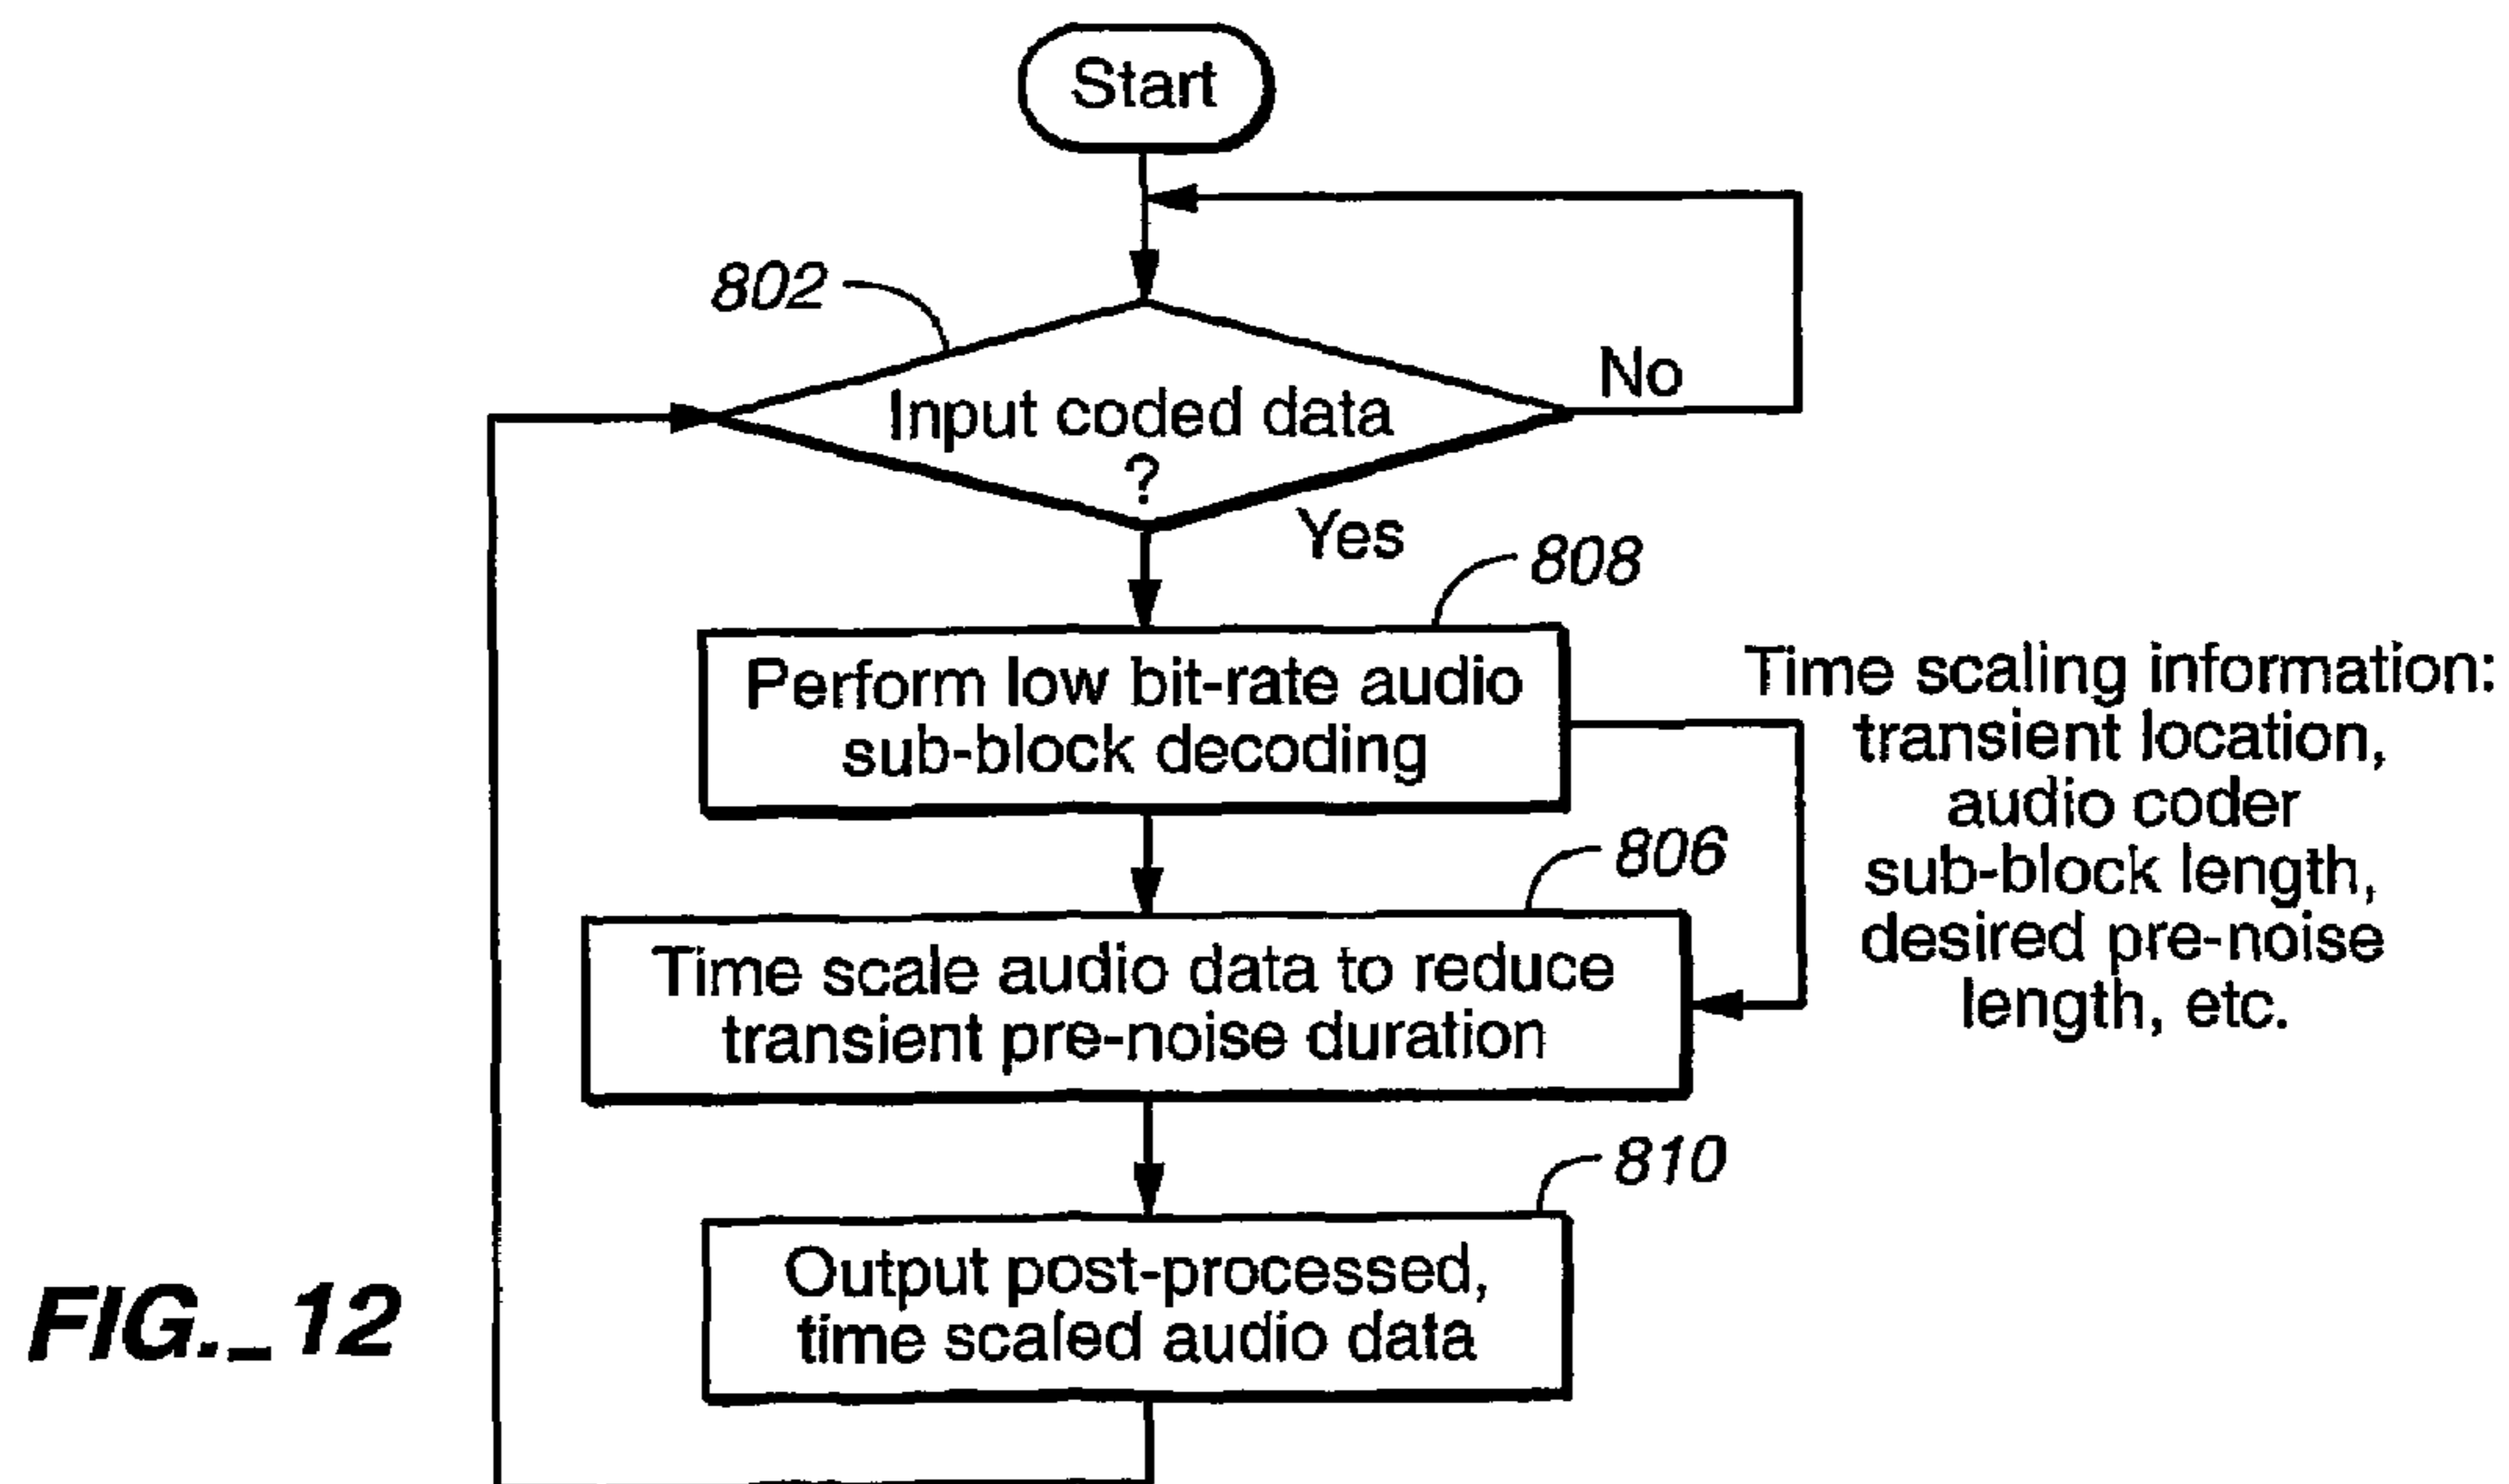 Start
802
Input coded data
?
No
Yes
808
Perform low bit-rate audio
sub-block decoding
Time scaling information:
transient location,
audio coder
sub-block length,
desired pre-noise
length, etc.
806
Time scale audio data to reduce
transient pre-noise duration
810
Output post-processed,
time scaled audio data
FIG._12